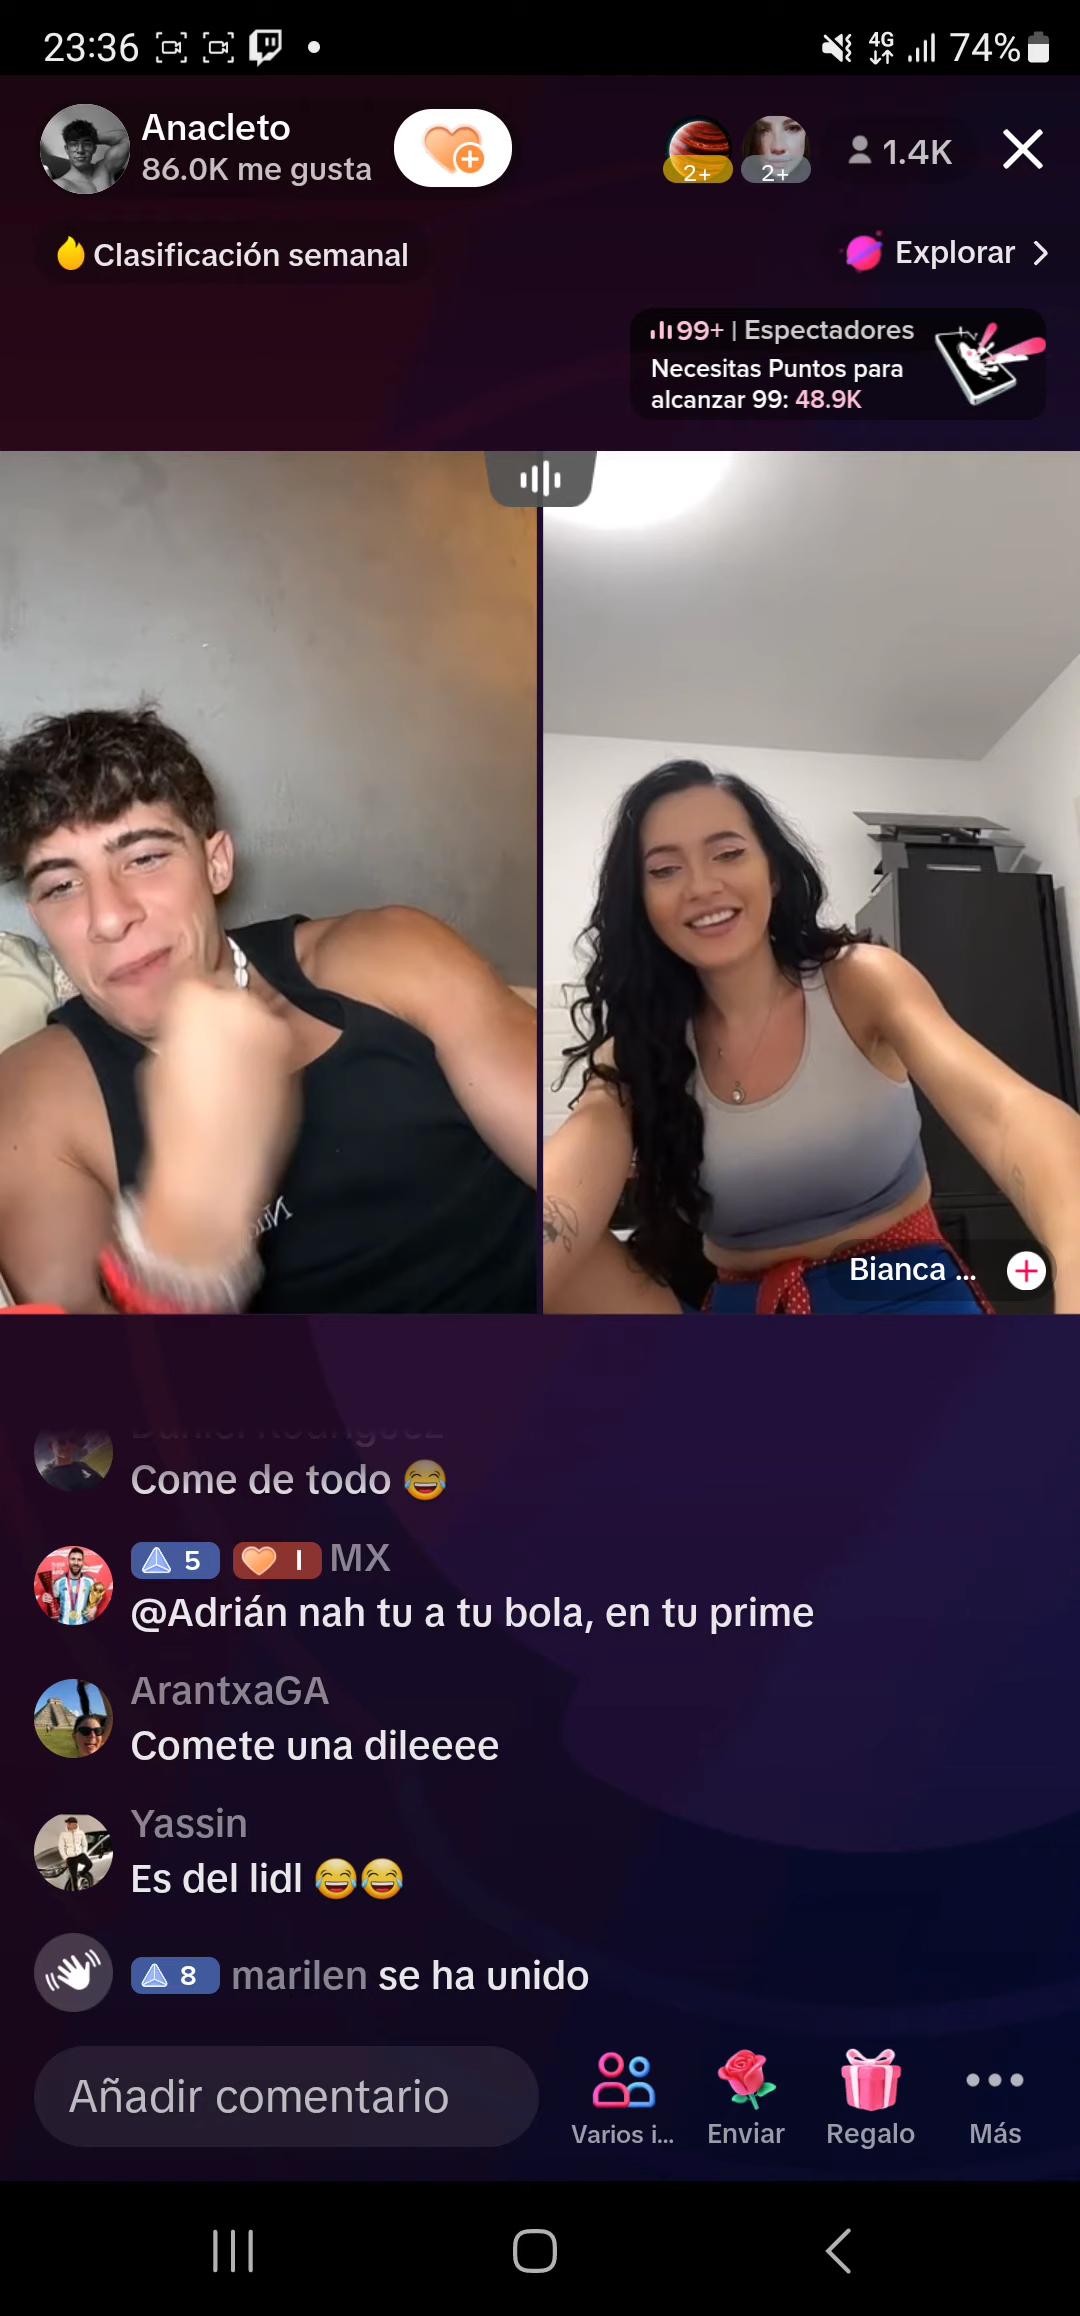 23:36
4G
74%
Anacleto
86.0K me gusta
2+
2+
1.4K
Clasificación semanal
Explorar
99+ | Espectadores
Necesitas Puntos para
alcanzar 99: 48.9K
Bianca ...
Come de todo 😂
5 I MX
@Adrián nah tu a tu bola, en tu prime
ArantxaGA
Comete una dileeee
Yassin
Es del lidl 😂😂
8 marilen se ha unido
Añadir comentario
Varios i...
Enviar
Regalo
Más